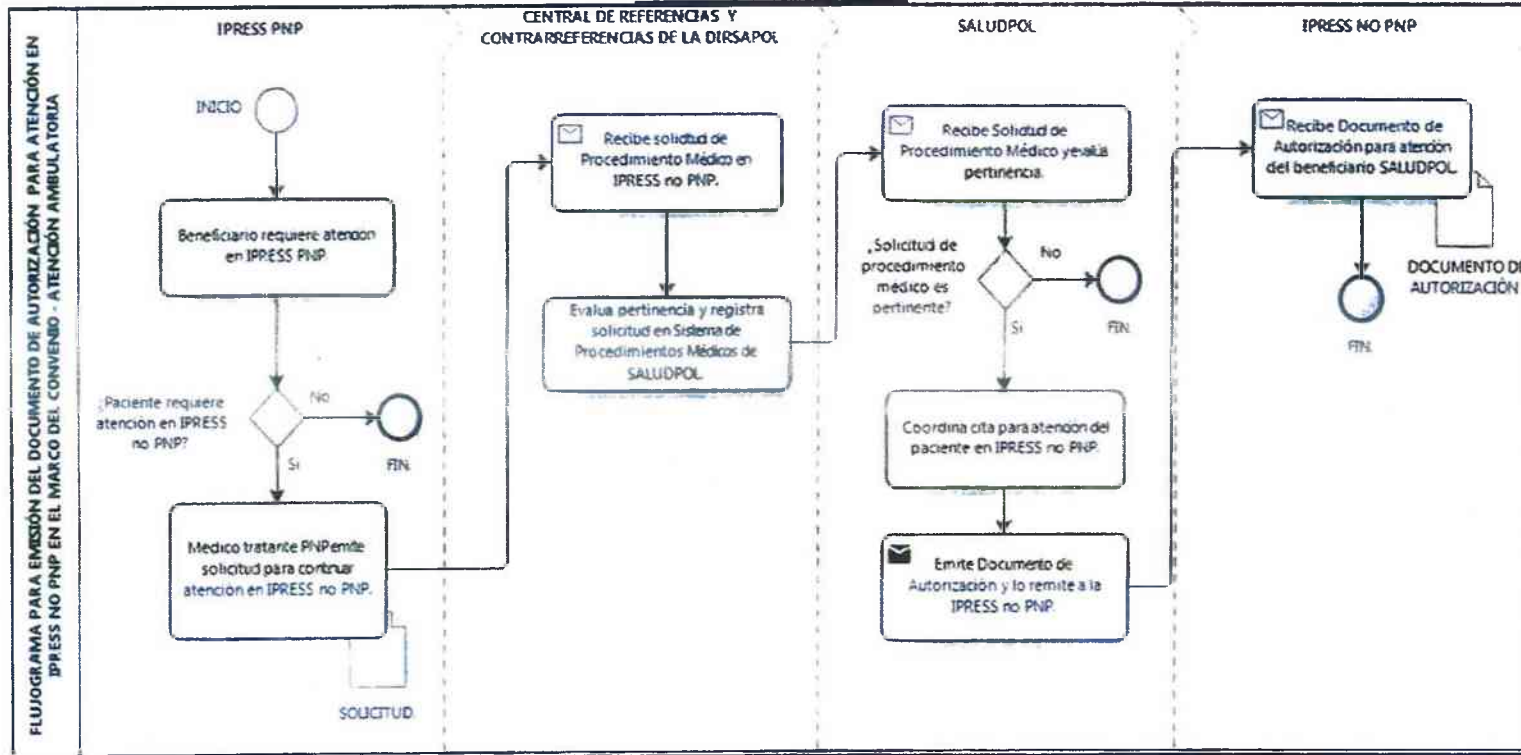 FLUJOGRAMA PARA EMISIÓN DEL DOCUMENTO DE AUTORIZACIÓN PARA ATENCIÓN EN
IPRESS NO PNP EN EL MARCO DEL CONVENIO - ATENCIÓN AMBULATORIA
IPRESS PNP
INICIO
Beneficiario requiere atención
en IPRESS PNP.
¿Paciente requiere
atención en IPRESS
no PNP?
No
FIN.
Si
Medico tratante PNP emite
solicitud para continuar
atención en IPRESS no PNP.
SOLICITUD.
CENTRAL DE REFERENCIAS Y
CONTRARREFERENCIAS DE LA DIRSAPOL
Recibe solicitud de
Procedimiento Médico en
IPRESS no PNP.
Evalua pertinencia y registra
solicitud en Sistema de
Procedimientos Médicos de
SALUDPOL.
SALUDPOL
Recibe Solicitud de
Procedimiento Médico y evalúa
pertinencia.
¿Solicitud de
procedimiento
médico es
pertinente?
No
FIN.
Si
Coordina cita para atención del
paciente en IPRESS no PNP.
Emite Documento de
Autorización y lo remite a la
IPRESS no PNP.
IPRESS NO PNP
Recibe Documento de
Autorización para atención
del beneficiario SALUDPOL.
DOCUMENTO DE
AUTORIZACIÓN
FIN.